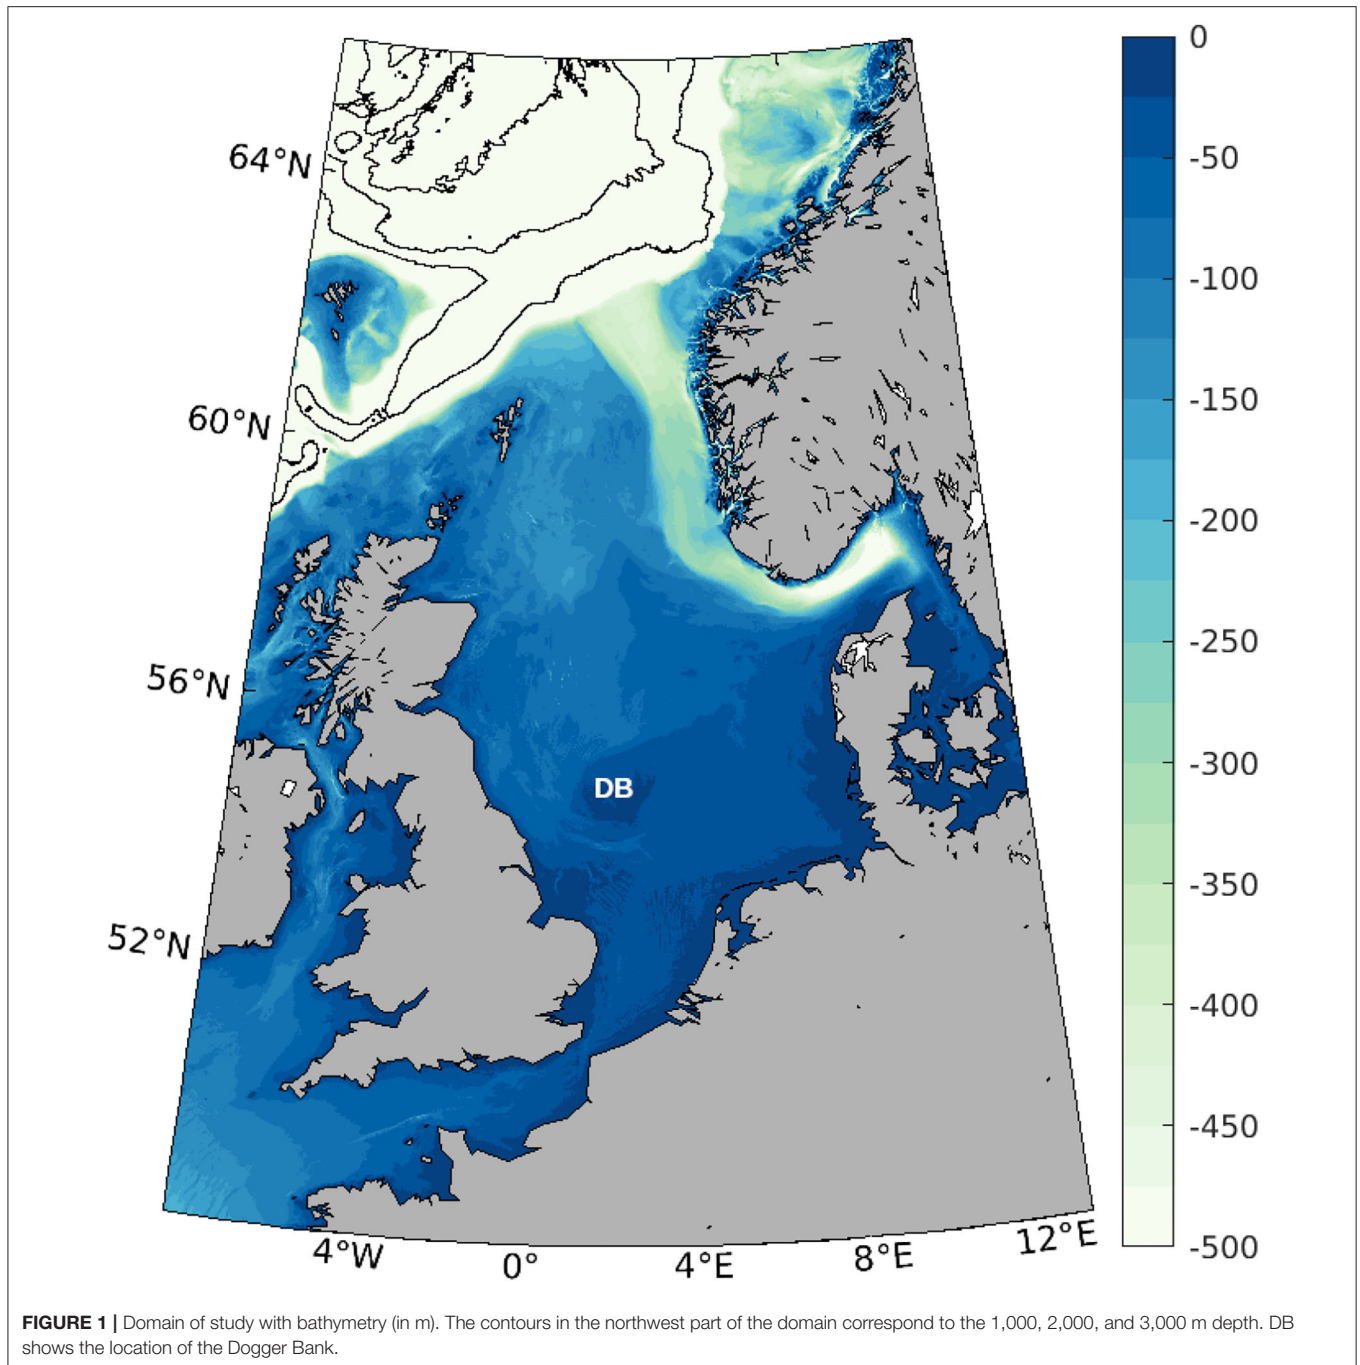 0
-50
64°N
-100
-150
60°N
-200
-250
56°N
-300
DB
-350
52°N
-400
-450
-500
4°W
0°
4°E
8°E
12°E
FIGURE 1 | Domain of study with bathymetry (in m). The contours in the northwest part of the domain correspond to the 1,000, 2,000, and 3,000 m depth. DB
shows the location of the Dogger Bank.